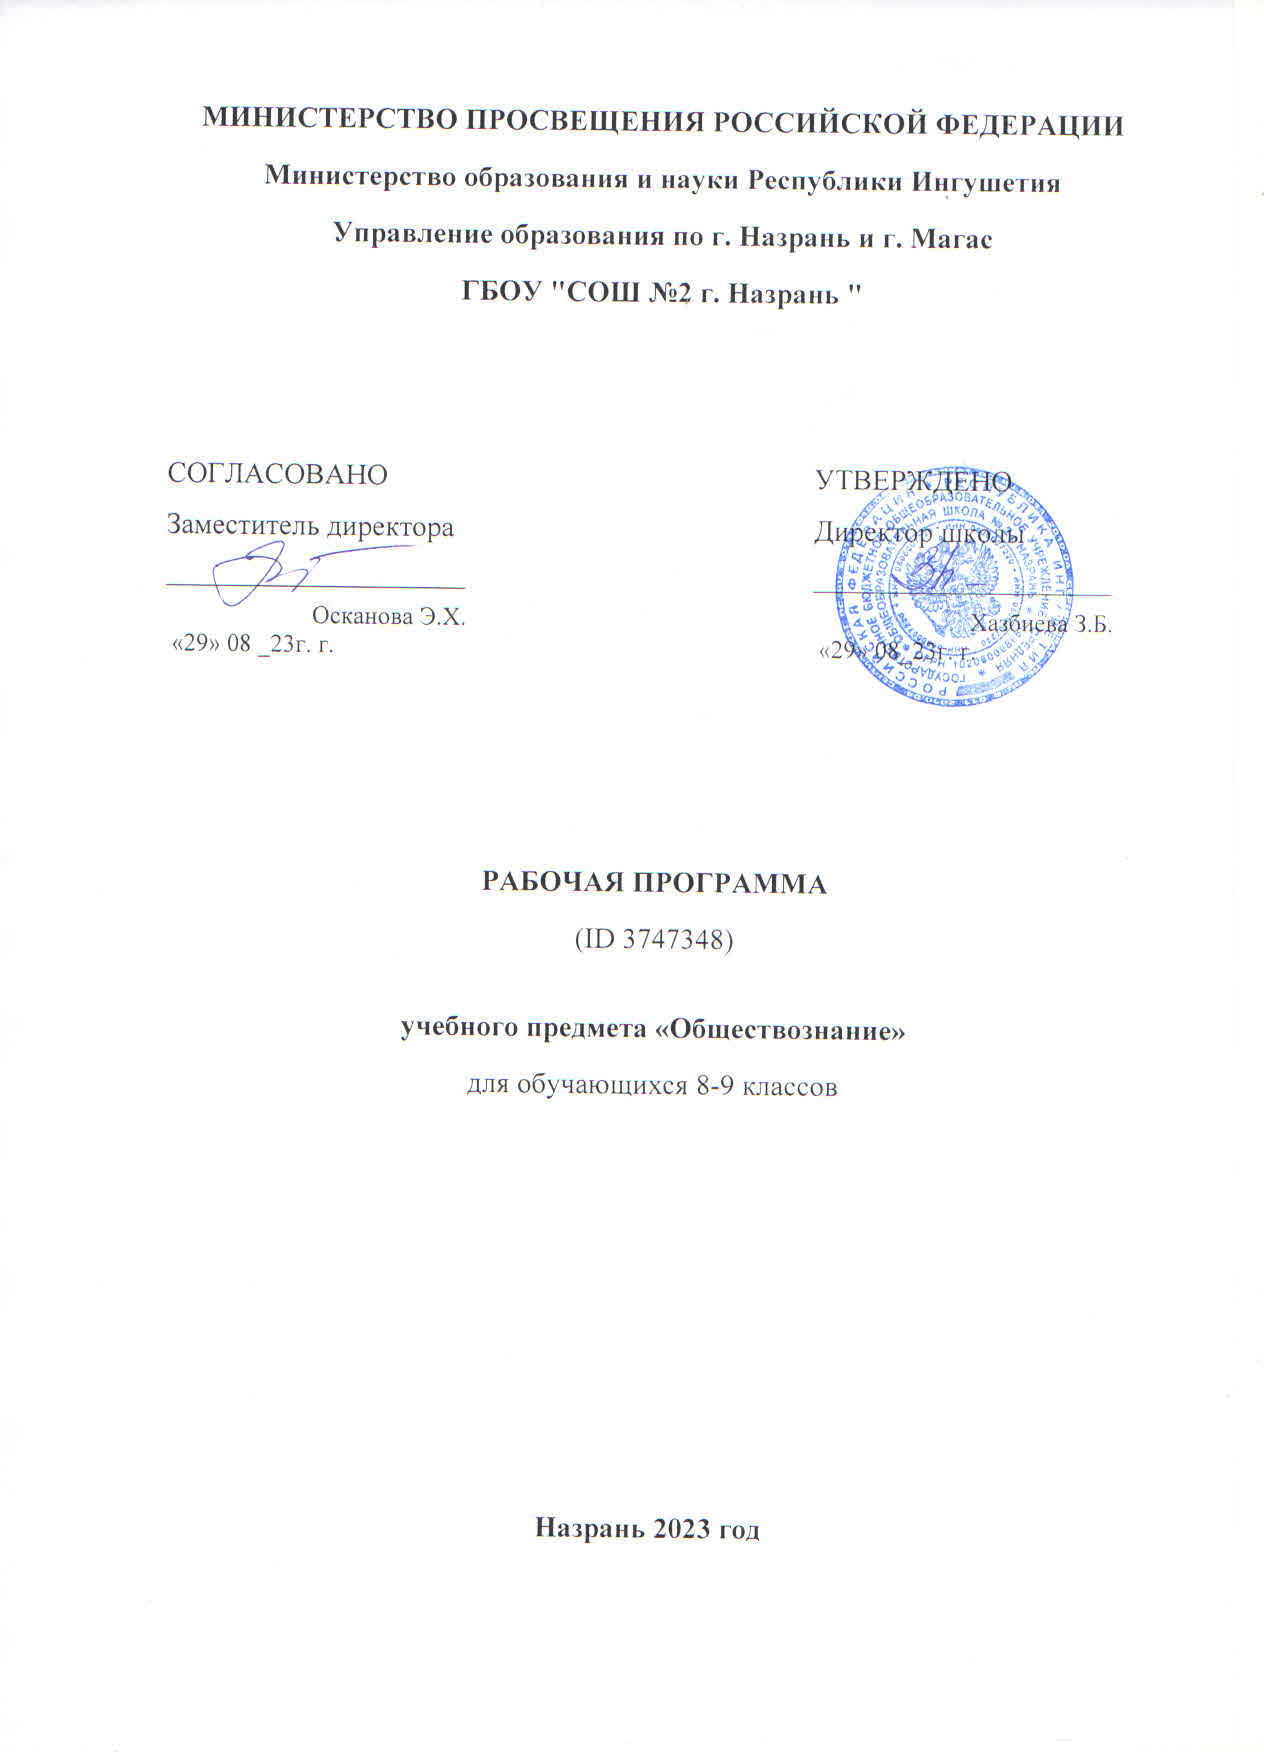 МИНИСТЕРСТВО ПРОСВЕЩЕНИЯ РОССИЙСКОЙ ФЕДЕРАЦИИ
Министерство образования и науки Республики Ингушетия
Управление образования по г. Назрань и г. Магас
ГБОУ "СОШ №2 г. Назрань "
СОГЛАСОВАНО
Заместитель директора
Осканова Э.Х.
«29» 08 _23г. г.
УТВЕРЖДЕНО
Директор школы
Хазбиева З.Б.
«29» 08_23г. г.
РАБОЧАЯ ПРОГРАММА
(ID 3747348)
учебного предмета «Обществознание»
для обучающихся 8-9 классов
Назрань 2023 год